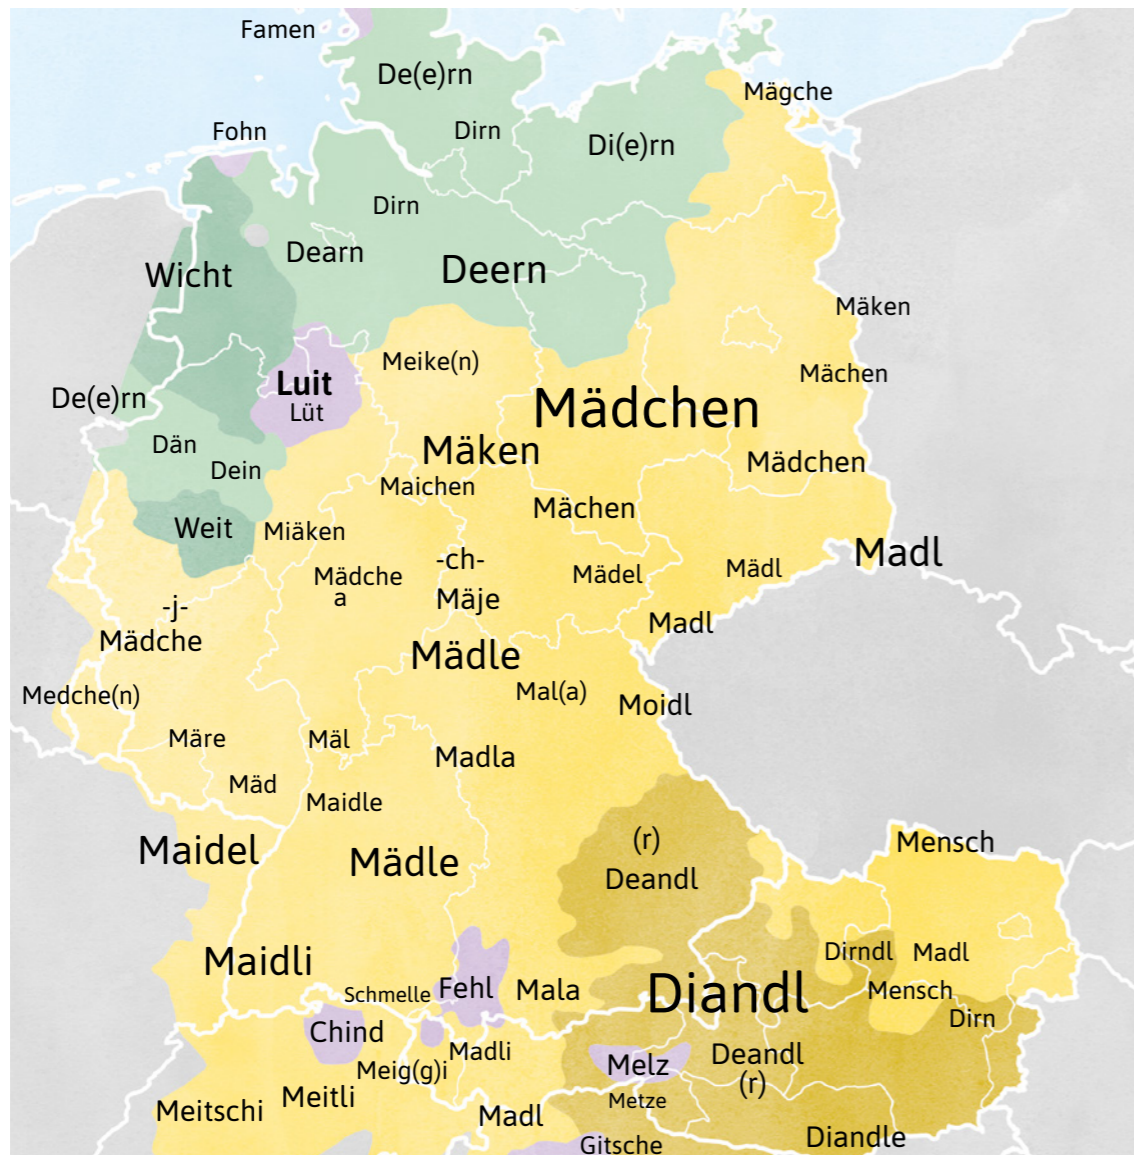 Famen
De(e)rn
Mägche
Fohn
Dirn
Di(e)rn
Dirn
Dearn
Deern
Wicht
Mäken
Meike(n)
Mächen
Luit
Lüt
De(e)rn
Mädchen
Dän
Mäken
Dein
Mädchen
Maichen
Mächen
Weit
Miäken
Madl
-ch-
Mädche
a
Mädel
Mädl
-j-
Mäje
Mädche
Madl
Mädle
Medche(n)
Mal(a)
Moidl
Märe
Mäl
Madla
Mäd
Maidle
Maidel
Mädle
(r)
Deandl
Mensch
Maidli
Dirndl
Madl
Schmelle
Fehl
Mala
Diandl
Mensch
Dirn
Chind
Madli
Meig(g)i
Melz
Deandl
(r)
Meitschi
Meitli
Madl
Metze
Gitsche
Diandle